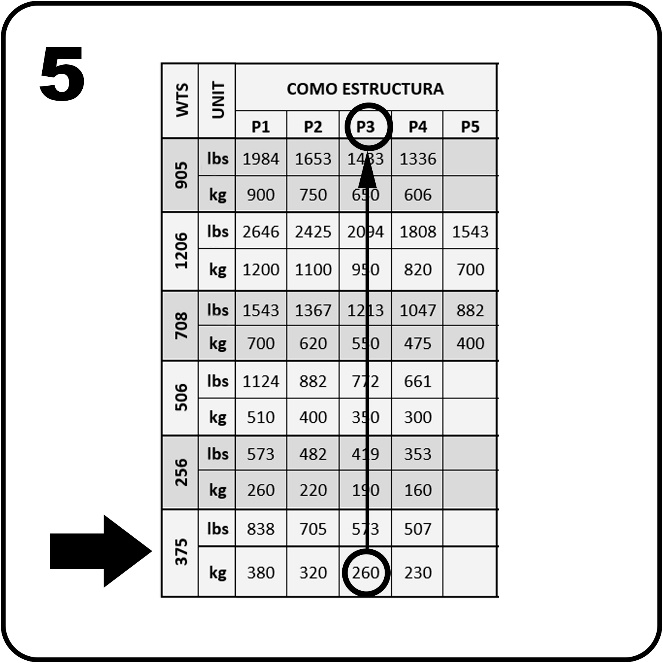 5
WTS UNIT COMO ESTRUCTURA
P1 P2 P3 P4 P5
905 lbs 1984 1653 1433 1336
kg 900 750 650 606
1206 lbs 2646 2425 2094 1808 1543
kg 1200 1100 950 820 700
708 lbs 1543 1367 1213 1047 882
kg 700 620 550 475 400
506 lbs 1124 882 772 661
kg 510 400 350 300
256 lbs 573 482 419 353
kg 260 220 190 160
375 lbs 838 705 573 507
kg 380 320 260 230